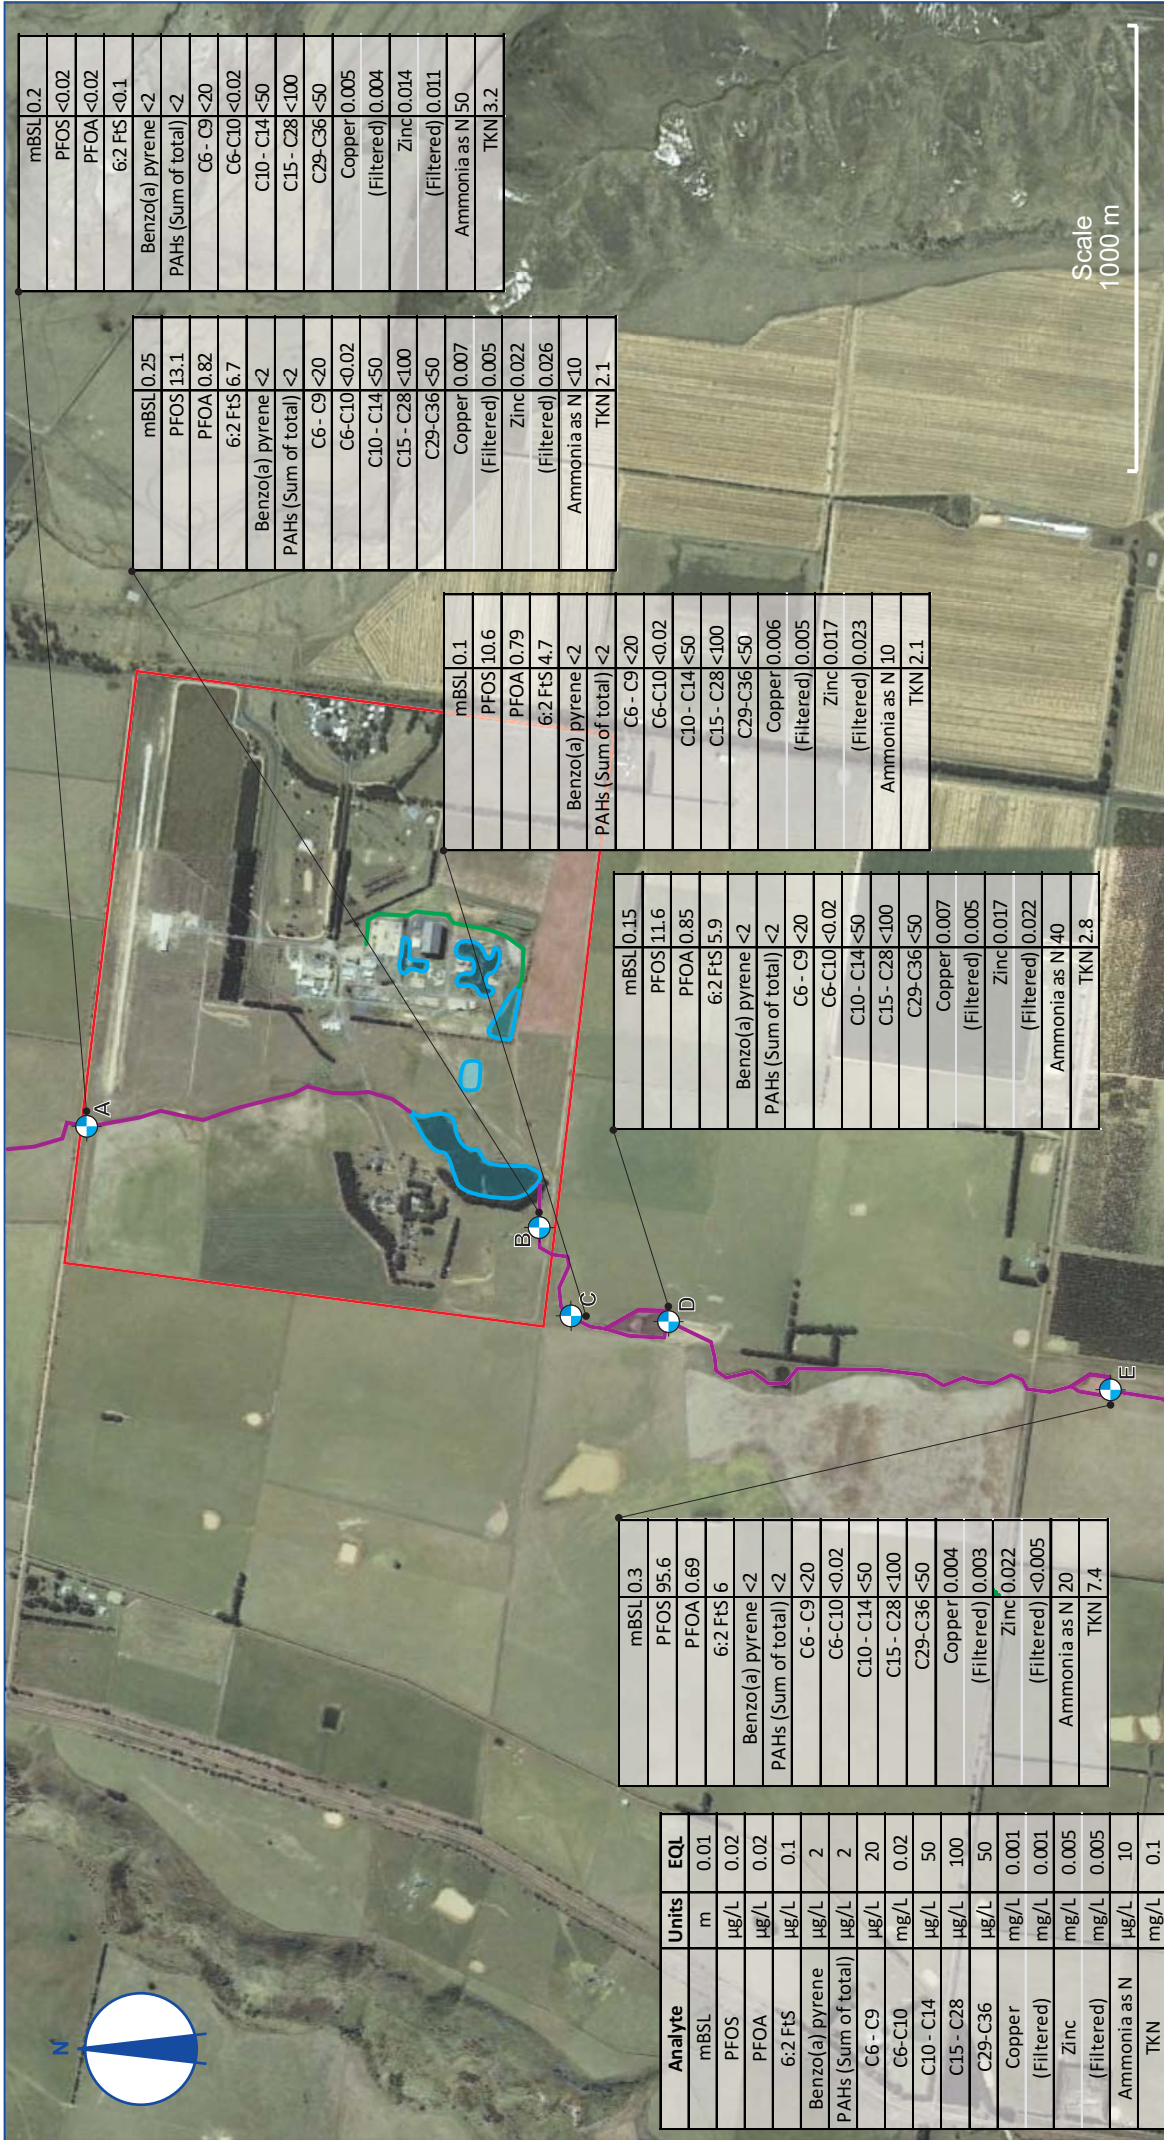 N
Analyte Units EQL
mBSL m 0.01
PFOS µg/L 0.02
PFOA µg/L 0.02
6:2 FtS µg/L 0.1
Benzo(a) pyrene µg/L 2
PAHs (Sum of total) µg/L 2
C6 - C9 µg/L 20
C6-C10 mg/L 0.02
C10 - C14 µg/L 50
C15 - C28 µg/L 100
C29-C36 µg/L 50
Copper mg/L 0.001
(Filtered) mg/L 0.001
Zinc mg/L 0.005
(Filtered) mg/L 0.005
Ammonia as N µg/L 10
TKN mg/L 0.1
mBSL 0.3
PFOS 95.6
PFOA 0.69
6:2 FtS 6
Benzo(a) pyrene <2
PAHs (Sum of total) <2
C6 - C9 <20
C6-C10 <0.02
C10 - C14 <50
C15 - C28 <100
C29-C36 <50
Copper 0.004
(Filtered) 0.003
Zinc 0.022
(Filtered) <0.005
Ammonia as N 20
TKN 7.4
A
B
C
D
E
mBSL 0.15
PFOS 11.6
PFOA 0.85
6:2 FtS 5.9
Benzo(a) pyrene <2
PAHs (Sum of total) <2
C6 - C9 <20
C6-C10 <0.02
C10 - C14 <50
C15 - C28 <100
C29-C36 <50
Copper 0.007
(Filtered) 0.005
Zinc 0.017
(Filtered) 0.022
Ammonia as N 40
TKN 2.8
mBSL 0.1
PFOS 10.6
PFOA 0.79
6:2 FtS 4.7
Benzo(a) pyrene <2
PAHs (Sum of total) <2
C6 - C9 <20
C6-C10 <0.02
C10 - C14 <50
C15 - C28 <100
C29-C36 <50
Copper 0.006
(Filtered) 0.005
Zinc 0.017
(Filtered) 0.023
Ammonia as N 10
TKN 2.1
mBSL 0.25
PFOS 13.1
PFOA 0.82
6:2 FtS 6.7
Benzo(a) pyrene <2
PAHs (Sum of total) <2
C6 - C9 <20
C6-C10 <0.02
C10 - C14 <50
C15 - C28 <100
C29-C36 <50
Copper 0.007
(Filtered) 0.005
Zinc 0.022
(Filtered) 0.026
Ammonia as N <10
TKN 2.1
mBSL 0.2
PFOS <0.02
PFOA <0.02
6:2 FtS <0.1
Benzo(a) pyrene <2
PAHs (Sum of total) <2
C6 - C9 <20
C6-C10 <0.02
C10 - C14 <50
C15 - C28 <100
C29-C36 <50
Copper 0.005
(Filtered) 0.004
Zinc 0.014
(Filtered) 0.011
Ammonia as N 50
TKN 3.2
Scale
1000 m